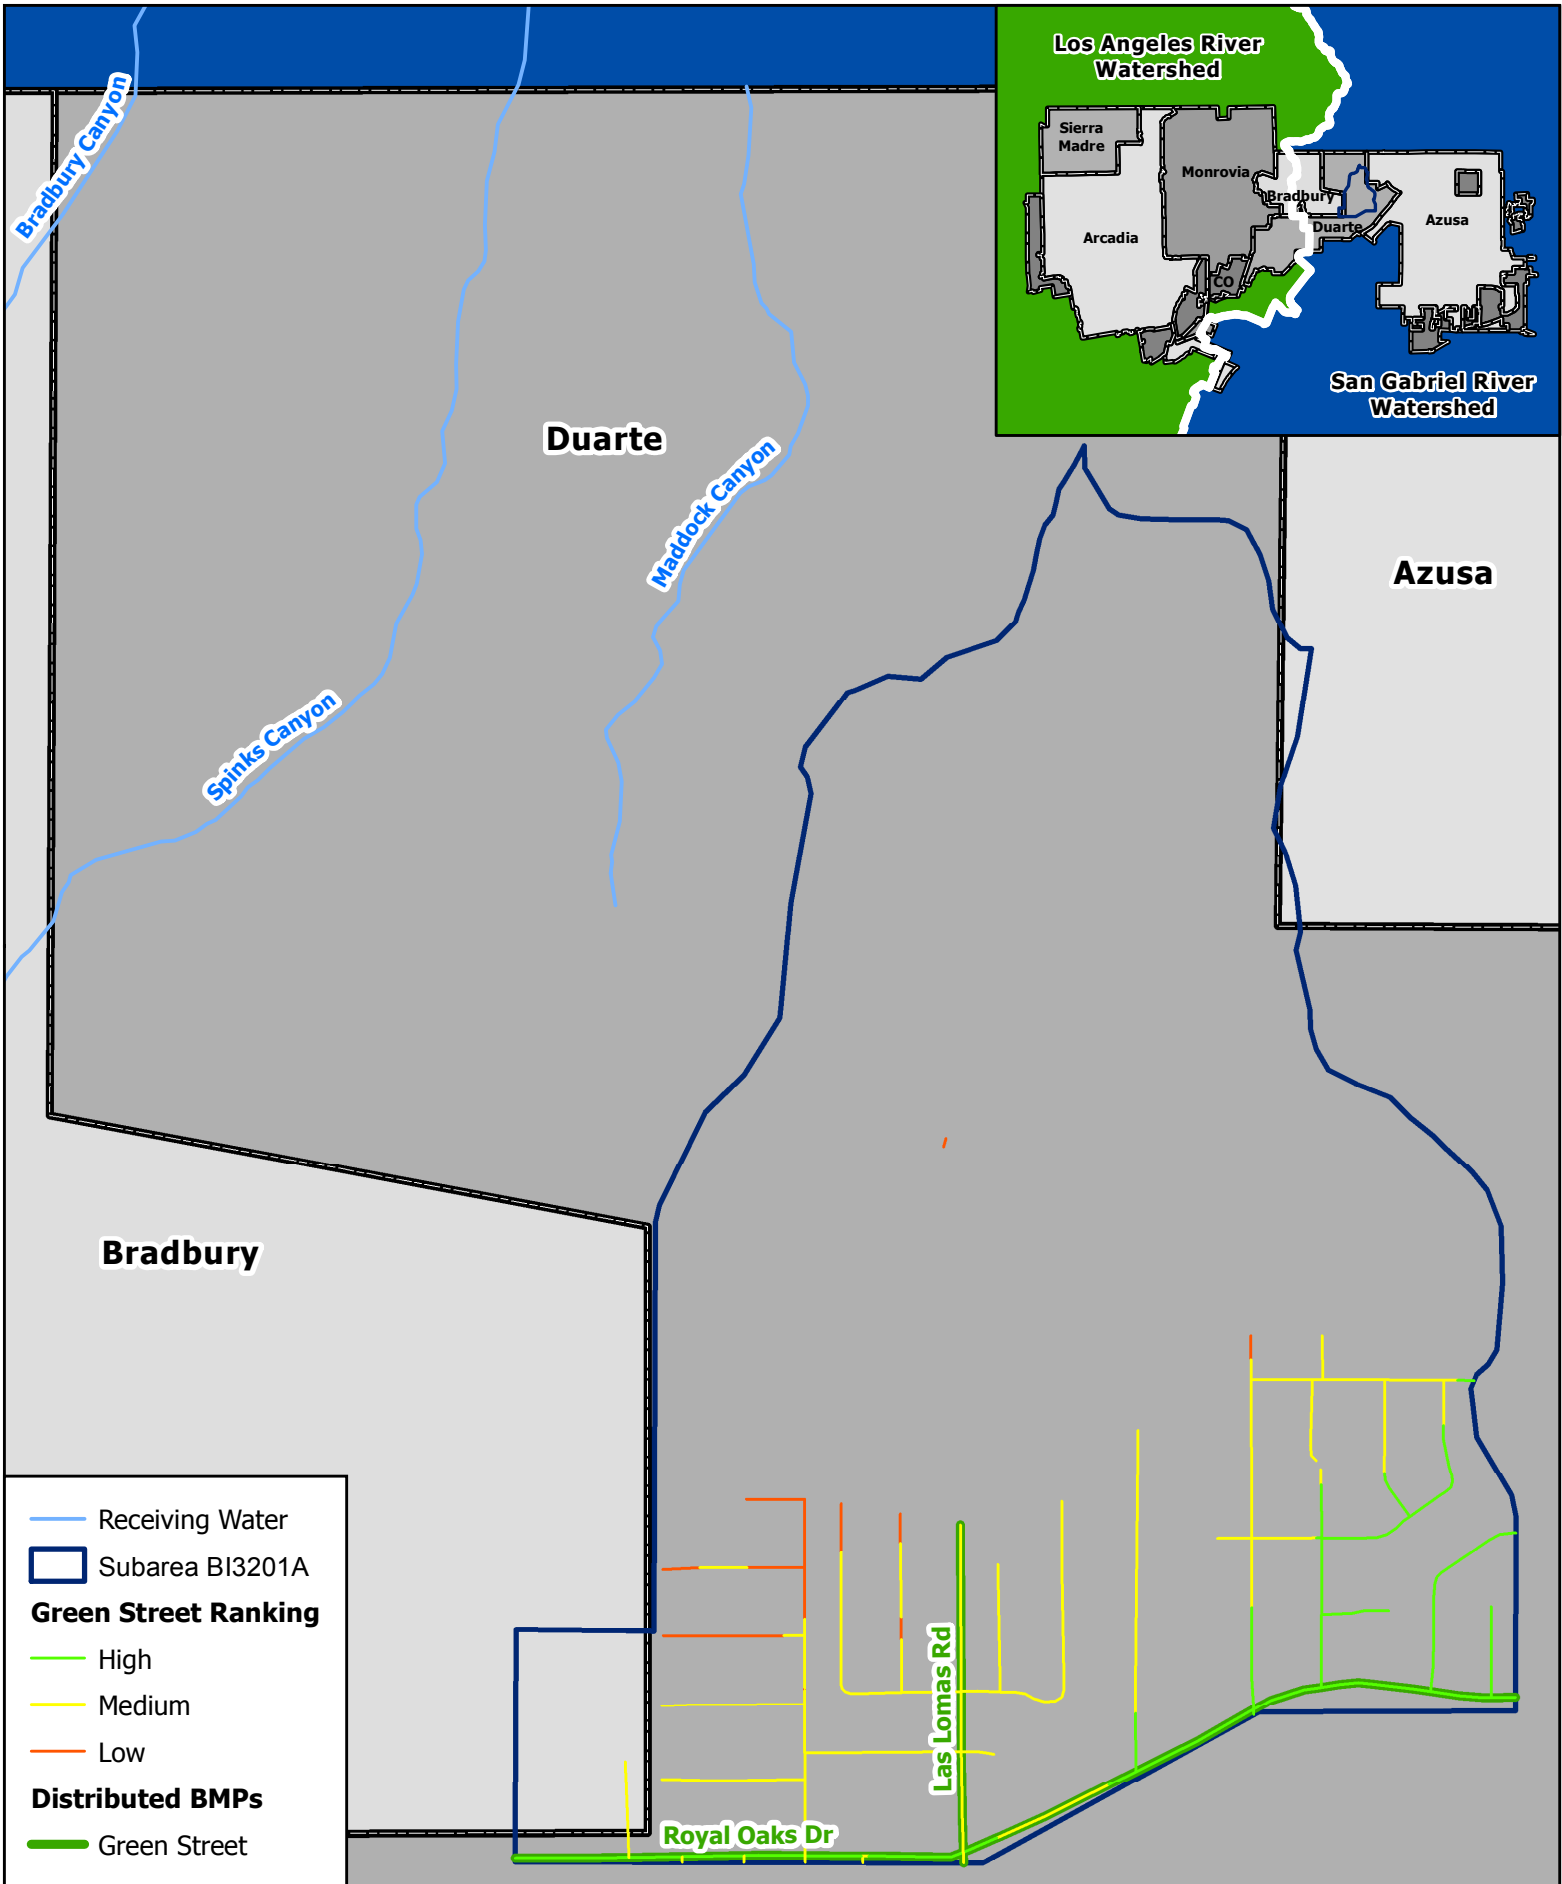 Los Angeles River
Watershed
Sierra
Madre
Monrovia
Bradbury
Azusa
Duarte
Arcadia
CO
San Gabriel River
Watershed
Bradbury Canyon
Duarte
Maddock Canyon
Azusa
Spinks Canyon
Bradbury
Las Lomas Rd
Royal Oaks Dr
Receiving Water
Subarea BI3201A
Green Street Ranking
High
Medium
Low
Distributed BMPs
Green Street